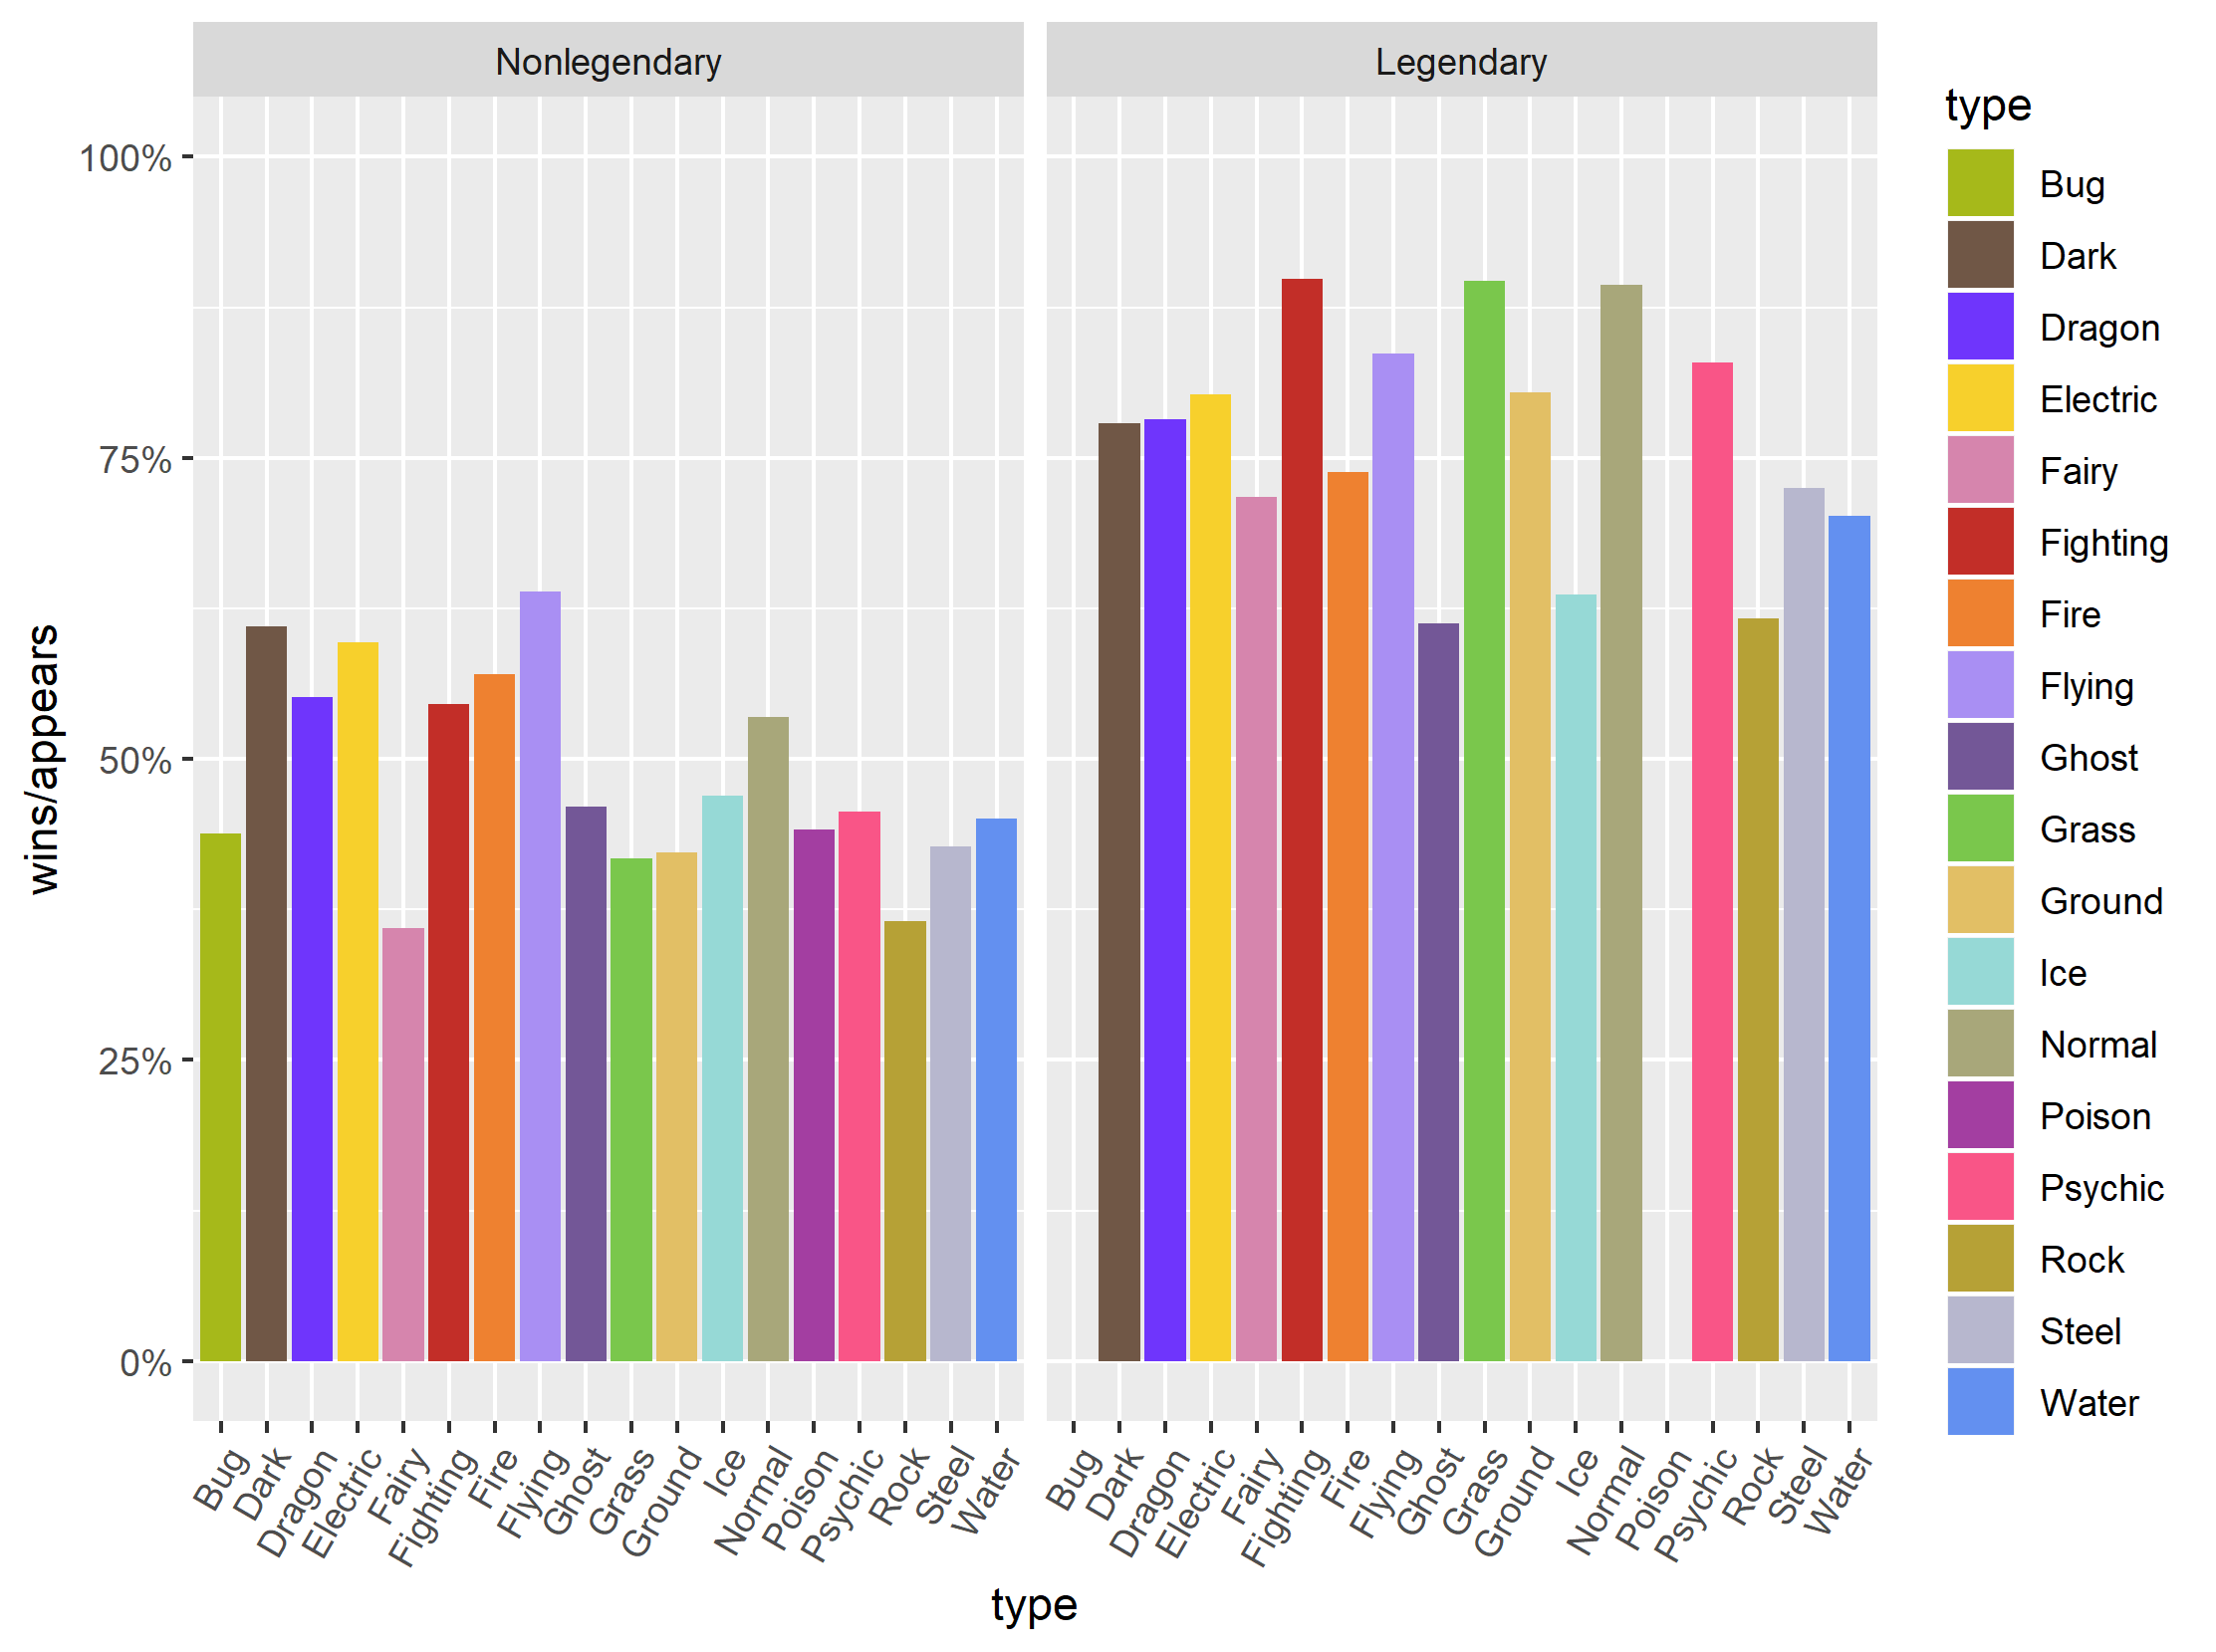 Nonlegendary
Legendary
wins/appears
100%
75%
50%
25%
0%
Bug
Dark
Dragon
Electric
Fairy
Fighting
Fire
Flying
Ghost
Grass
Ground
Ice
Normal
Poison
Psychic
Rock
Steel
Water
Bug
Dark
Dragon
Electric
Fairy
Fighting
Fire
Flying
Ghost
Grass
Ground
Ice
Normal
Poison
Psychic
Rock
Steel
Water
type
type
Bug
Dark
Dragon
Electric
Fairy
Fighting
Fire
Flying
Ghost
Grass
Ground
Ice
Normal
Poison
Psychic
Rock
Steel
Water